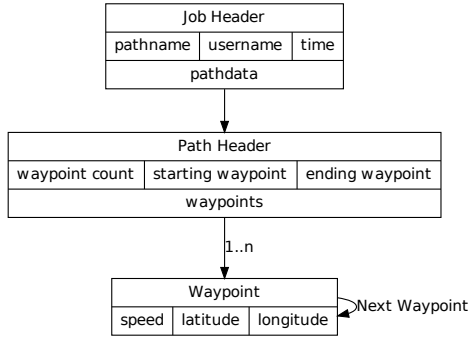 Job Header
pathname username time
pathdata
Path Header
waypoint count starting waypoint ending waypoint
waypoints
1..n
Waypoint
Next Waypoint
speed latitude longitude